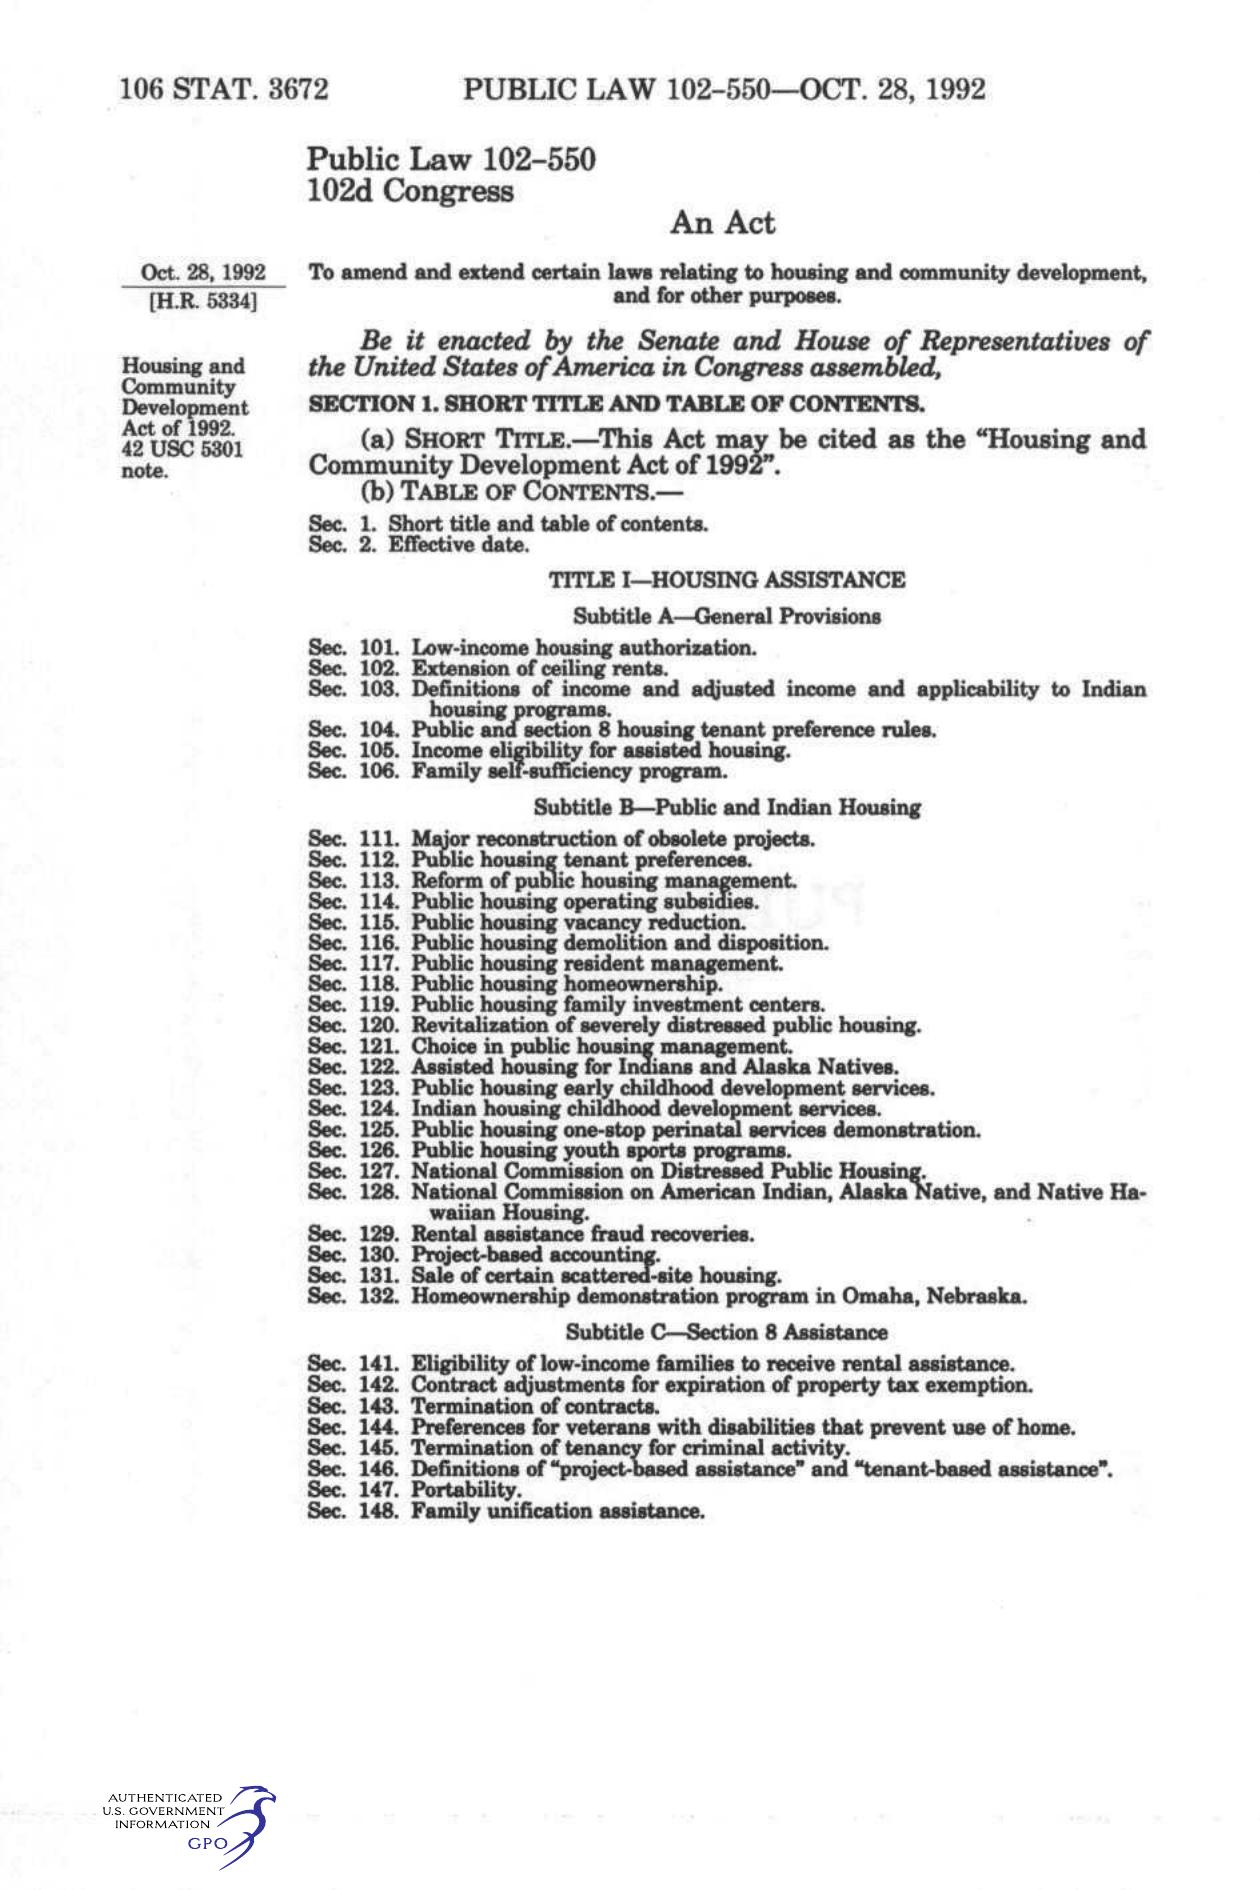 106 STAT. 3672 PUBLIC LAW 102-550—OCT. 28, 1992
Public Law 102-550
102d Congress
An Act
Oct. 28, 1992
[H.R. 5334]
To amend and extend certain laws relating to housing and community development,
and for other purposes.
Be it enacted by the Senate and House of Representatives of
the United States of America in Congress assembled,
Housing and
Community
Development
Act of 1992.
42 USC 5301
note.
SECTION 1. SHORT TITLE AND TABLE OF CONTENTS.
(a) SHORT TITLE.—This Act may be cited as the “Housing and
Community Development Act of 1992”.
(b) TABLE OF CONTENTS.—
Sec. 1. Short title and table of contents.
Sec. 2. Effective date.
TITLE I—HOUSING ASSISTANCE
Subtitle A—General Provisions
Sec. 101. Low-income housing authorization.
Sec. 102. Extension of ceiling rents.
Sec. 103. Definitions of income and adjusted income and applicability to Indian
housing programs.
Sec. 104. Public and section 8 housing tenant preference rules.
Sec. 105. Income eligibility for assisted housing.
Sec. 106. Family self-sufficiency program.
Subtitle B—Public and Indian Housing
Sec. 111. Major reconstruction of obsolete projects.
Sec. 112. Public housing tenant preferences.
Sec. 113. Reform of public housing management.
Sec. 114. Public housing operating subsidies.
Sec. 115. Public housing vacancy reduction.
Sec. 116. Public housing demolition and disposition.
Sec. 117. Public housing resident management.
Sec. 118. Public housing homeownership.
Sec. 119. Public housing family investment centers.
Sec. 120. Revitalization of severely distressed public housing.
Sec. 121. Choice in public housing management.
Sec. 122. Assisted housing for Indians and Alaska Natives.
Sec. 123. Public housing early childhood development services.
Sec. 124. Indian housing childhood development services.
Sec. 125. Public housing one-stop perinatal services demonstration.
Sec. 126. Public housing youth sports programs.
Sec. 127. National Commission on Distressed Public Housing.
Sec. 128. National Commission on American Indian, Alaska Native, and Native Ha-
waiian Housing.
Sec. 129. Rental assistance fraud recoveries.
Sec. 130. Project-based accounting.
Sec. 131. Sale of certain scattered-site housing.
Sec. 132. Homeownership demonstration program in Omaha, Nebraska.
Subtitle C—Section 8 Assistance
Sec. 141. Eligibility of low-income families to receive rental assistance.
Sec. 142. Contract adjustments for expiration of property tax exemption.
Sec. 143. Termination of contracts.
Sec. 144. Preferences for veterans with disabilities that prevent use of home.
Sec. 145. Termination of tenancy for criminal activity.
Sec. 146. Definitions of “project-based assistance” and “tenant-based assistance”.
Sec. 147. Portability.
Sec. 148. Family unification assistance.
AUTHENTICATED
U.S. GOVERNMENT
INFORMATION
GPO